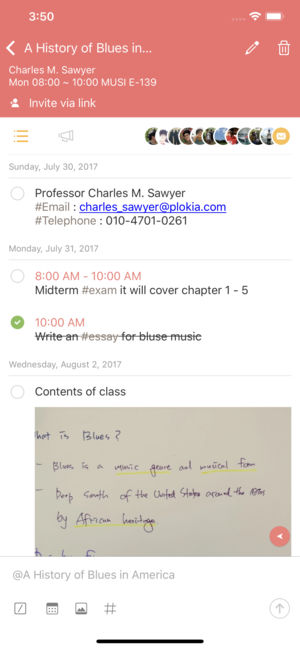 3:50
A History of Blues in...
Charles M. Sawyer
Mon 08:00 ~ 10:00 MUSI E-139
Invite via link
Sunday, July 30, 2017
Professor Charles M. Sawyer
#Email : charles_sawyer@plokia.com
#Telephone : 010-4701-0261
Monday, July 31, 2017
8:00 AM - 10:00 AM
Midterm #exam it will cover chapter 1 - 5
10:00 AM
Write an #essay for bluse music
Wednesday, August 2, 2017
Contents of class
hat is Blues?
- Blues is a music genre and musical form
- Deep South of the United States around the 1870s
by African heritage
@A History of Blues in America